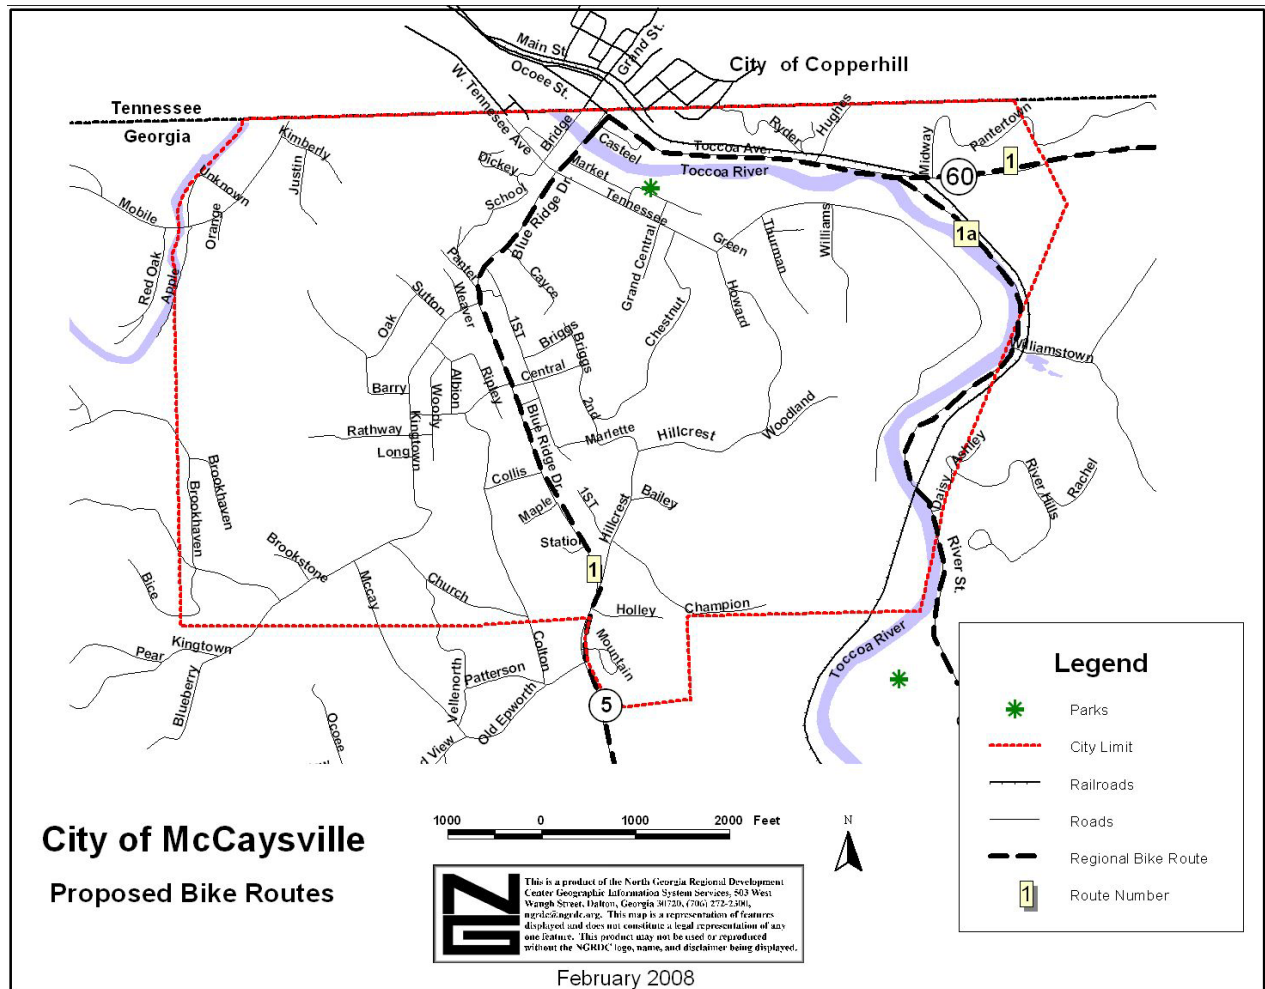 Main St.
Grand St.
City of Copperhill
Ocoee St.
W. Tennessee Ave
Tennessee
Georgia
Bridge
Hughes
Ryder
Pantertown
Midway
Kimberly
Casteel
Toccoa Ave.
Toccoa River
1
60
Dickey
Market
Justin
Unknown
School
Tennessee
Mobile
Orange
Blue Ridge Dr.
Green
Thurman
Williams
1a
Red Oak
Apple
Panter
Cayce
Grand Central
Howard
Sutton
Weaver
Oak
1ST
Chestnut
Briggs
Briggs
Williamstown
Central
Barry
Albion
Woody
Ripley
2nd
Woodland
Kingtown
Blue Ridge Dr.
Rathway
Marlette
Hillcrest
Long
Ashley
Brookhaven
Brookhaven
Collis
Daisy
River Hills
Rachel
Maple
1ST
Bailey
Hillcrest
Station
Brookstone
River St.
1
Bice
Mccay
Church
Holley
Champion
Toccoa River
Kingtown
Pear
Colton
Mountain
Blueberry
Vellenorth
Patterson
5
Old Epworth
Ocoee
d View
Legend
Parks
City Limit
Railroads
Roads
Regional Bike Route
1
Route Number
City of McCaysville
Proposed Bike Routes
1000 0 1000 2000 Feet
N
NG
This is a product of the North Georgia Regional Development
Center Geographic Information System Services, 503 West
Waugh Street, Dalton, Georgia 30720, (706) 272-2300,
ngrdc@ngrdc.org. This map is a representation of features
displayed and does not constitute a legal representation of any
one feature. This product may not be used or reproduced
without the NGRDC logo, name, and disclaimer being displayed.
February 2008